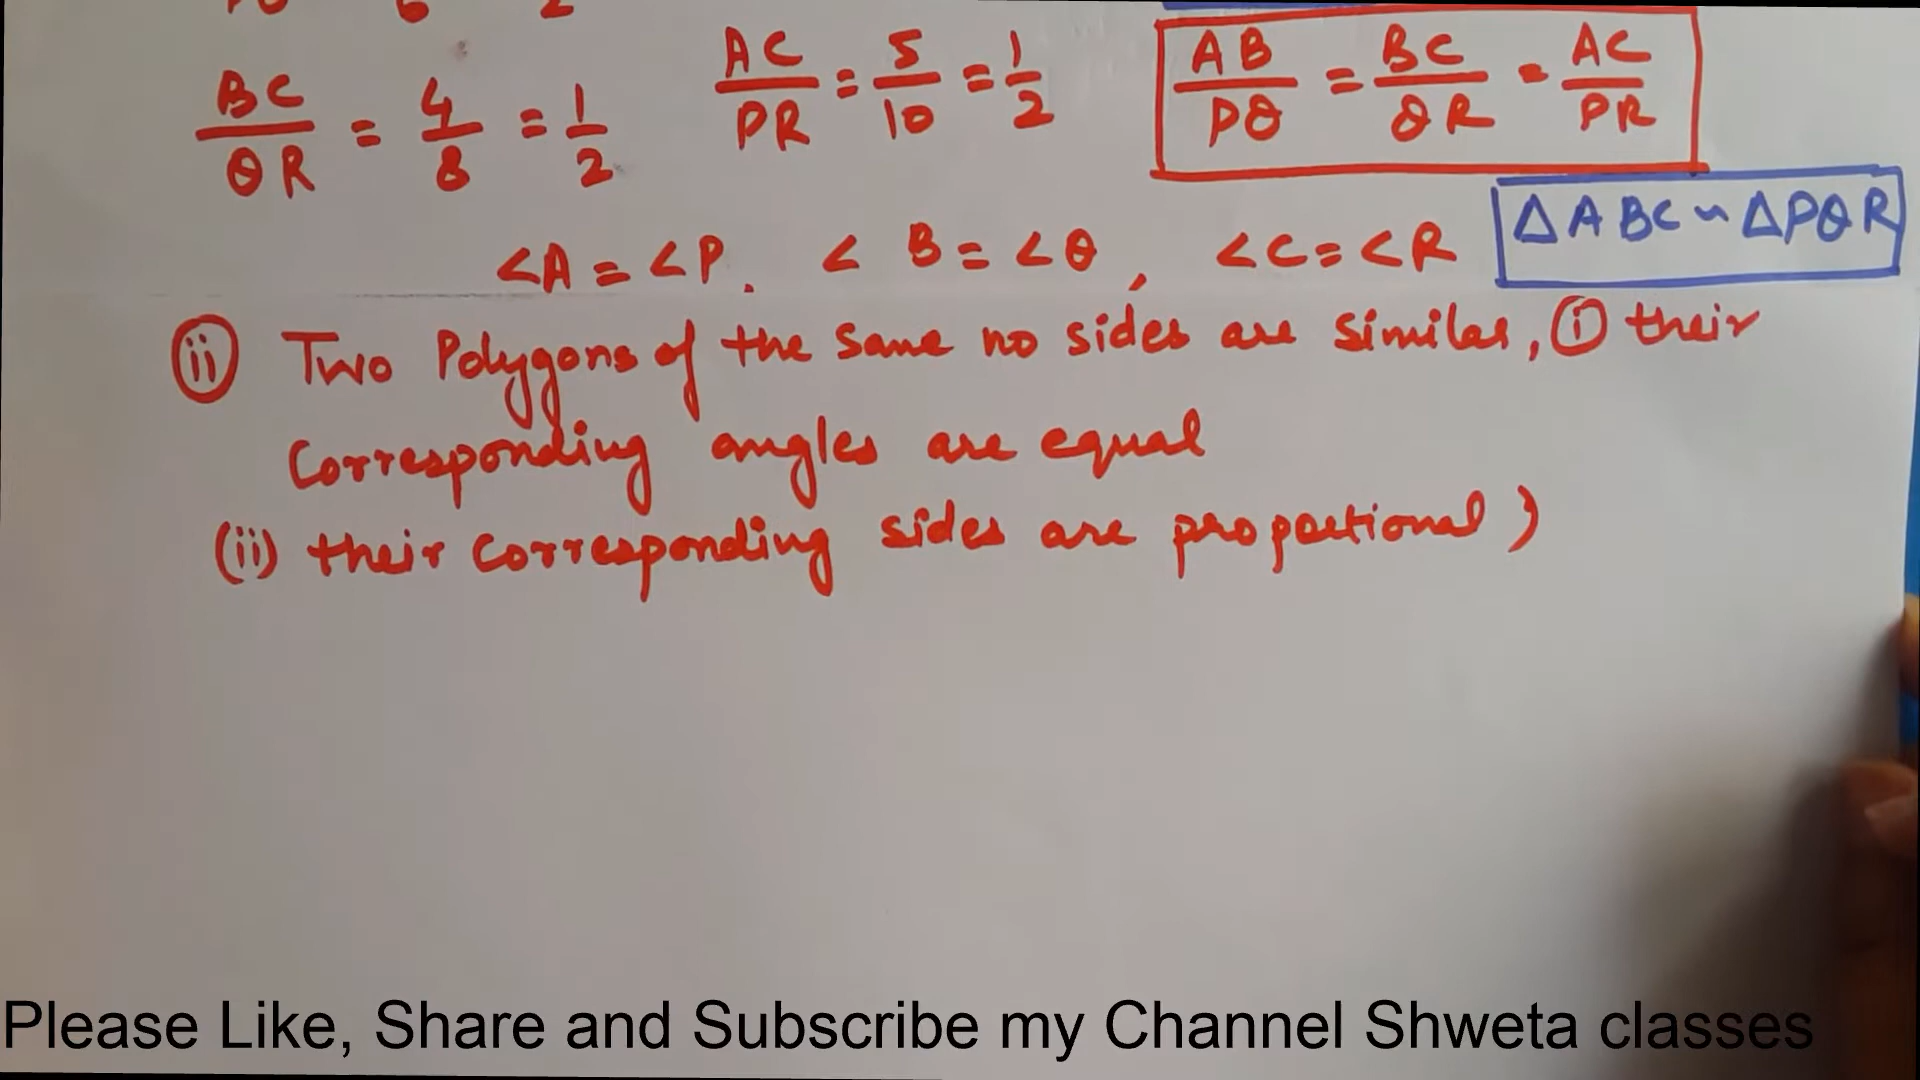 BC/QR = 4/8 = 1/2
AC/PR = 5/10 = 1/2
AB/PQ = BC/QR = AC/PR
∠A = ∠P, ∠B = ∠Q, ∠C = ∠R
ΔABC ~ ΔPQR
(ii) Two Polygons of the same no sides are similar, (i) their
Corresponding angles are equal
(ii) their corresponding sides are proportional)
Please Like, Share and Subscribe my Channel Shweta classes